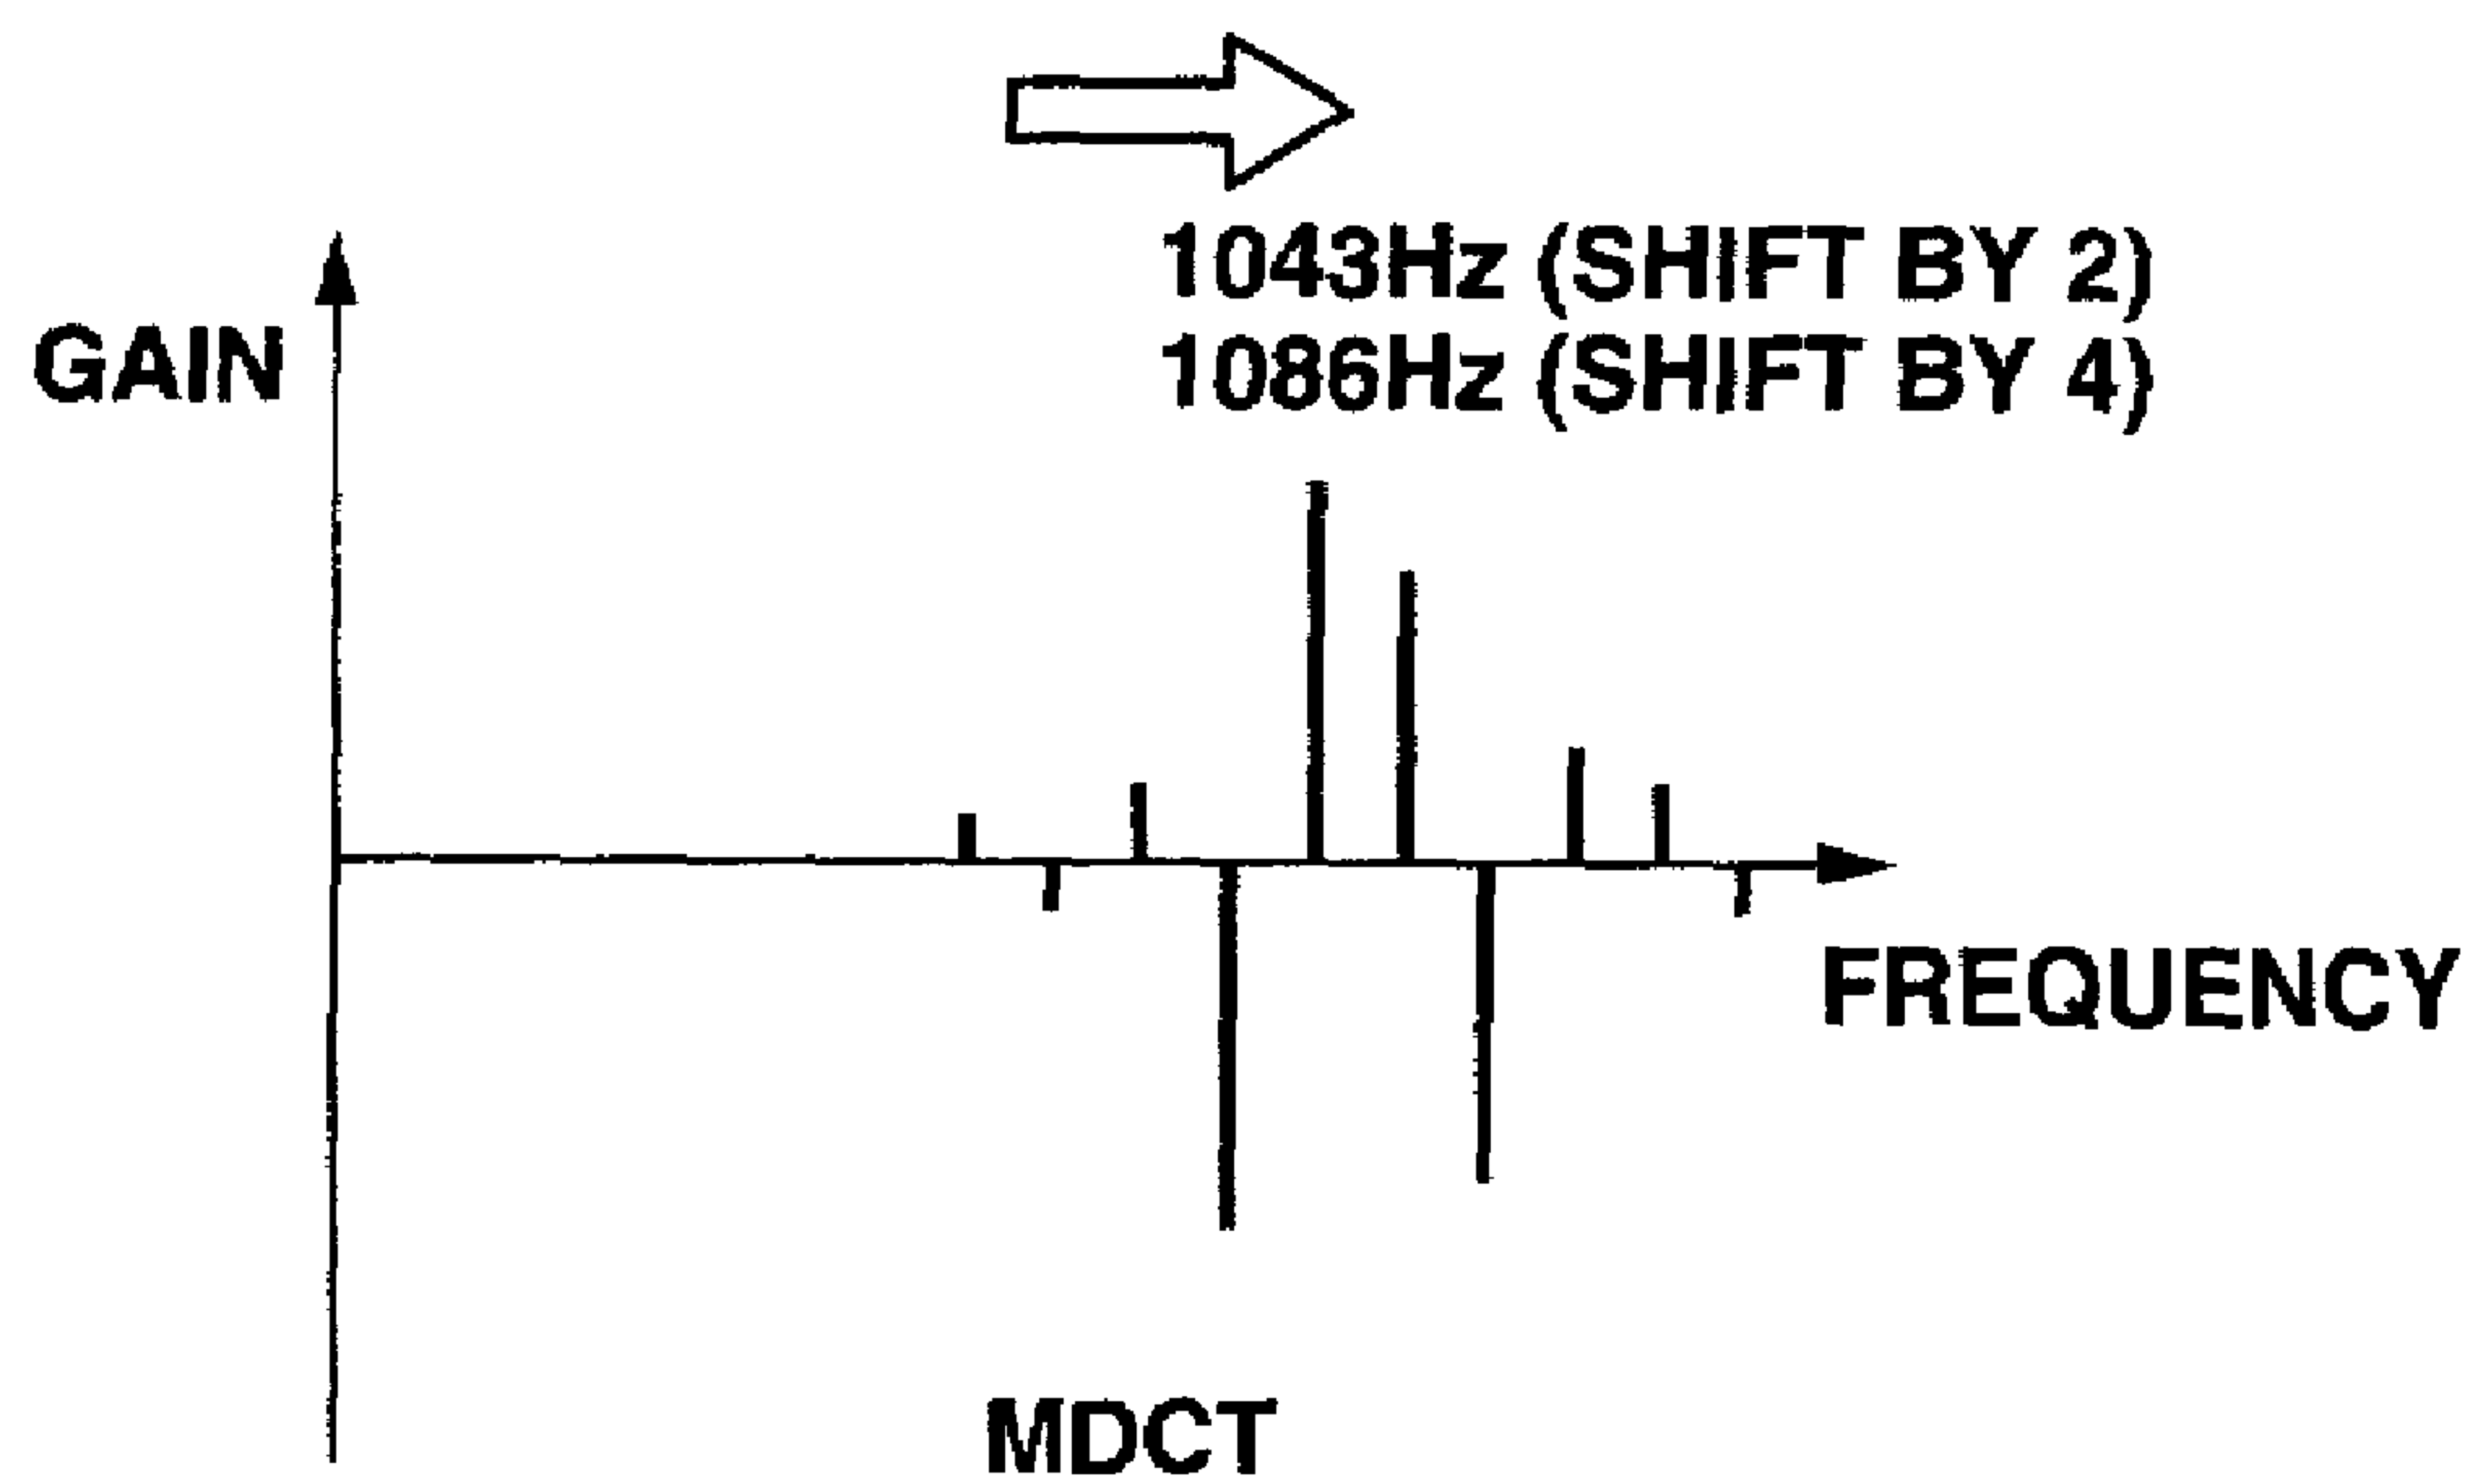 1043Hz (SHIFT BY 2)
1086Hz (SHIFT BY 4)
GAIN
FREQUENCY
MDCT